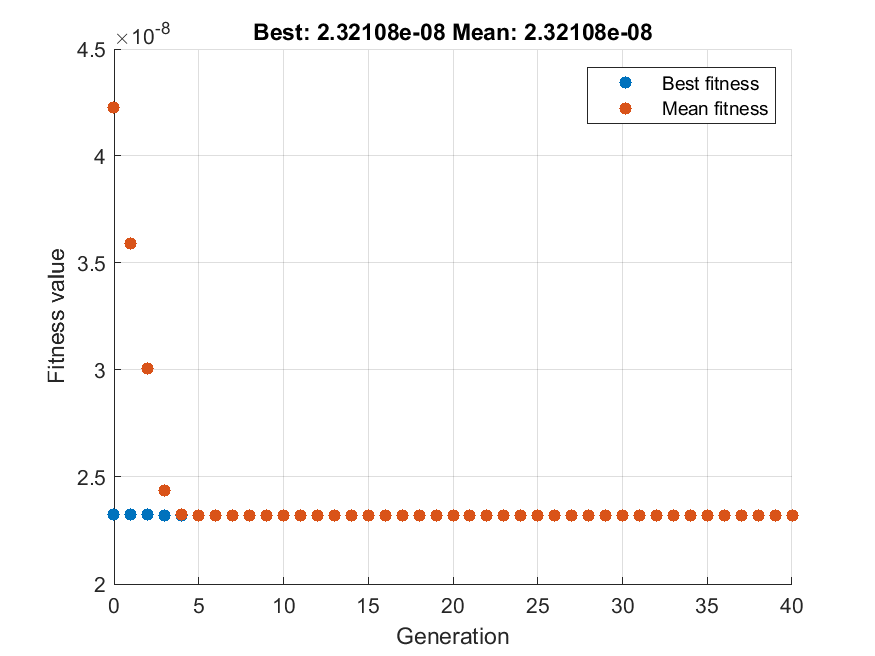 Best: 2.32108e-08 Mean: 2.32108e-08
×10^-8
4.5
4
3.5
3
2.5
2
Fitness value
Best fitness
Mean fitness
0 5 10 15 20 25 30 35 40
Generation